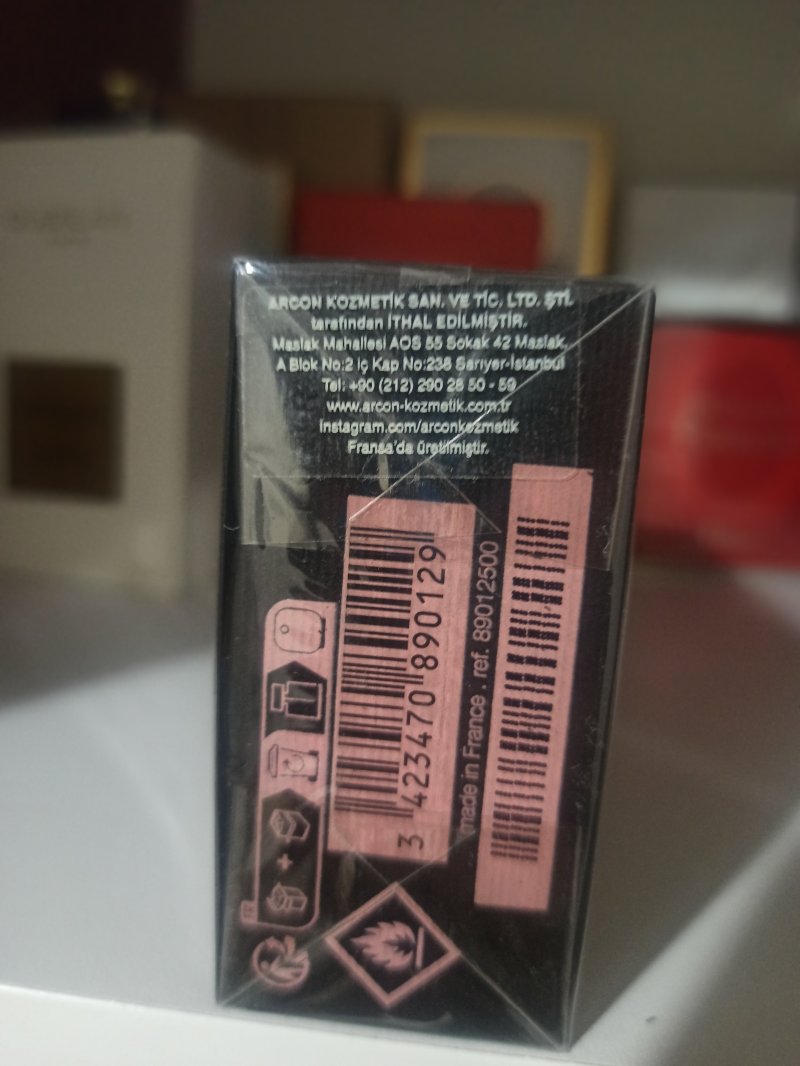 ARCON KOZMETİK SAN. VE TİC. LTD. ŞTİ.
tarafından İTHAL EDİLMİŞTİR.
Maslak Mahallesi AOS 55 Sokak 42 Maslak,
A Blok No:2 iç Kap No:238 Sarıyer-İstanbul
Tel: +90 (212) 290 28 50 - 59
www.arcon-kozmetik.com.tr
instagram.com/arconkozmetik
Fransa'da üretilmiştir.
3 423470 890129
made in France . ref. 89012500
FR